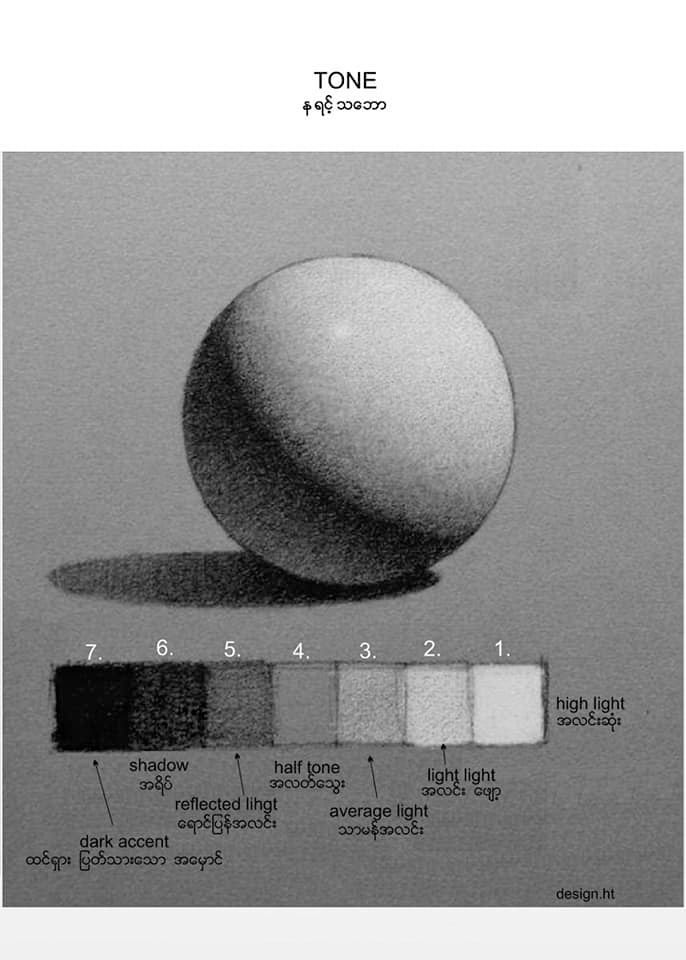 TONE
နရင့် သဘော
7. 6. 5. 4. 3. 2. 1.
high light
အလင်းဆုံး
shadow
အရိပ်
half tone
အလတ်သွေး
light light
အလင်း ဖျော့
reflected lihgt
ရောင်ပြန်အလင်း
average light
သာမန်အလင်း
dark accent
ထင်ရှား ပြတ်သားသော အမှောင်
design.ht